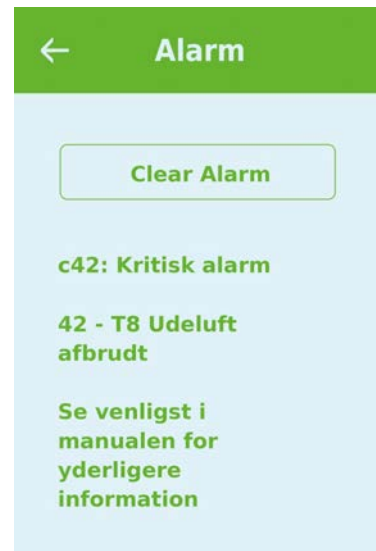 Alarm
Clear Alarm
c42: Kritisk alarm
42 - T8 Udeluft
afbrudt
Se venligst i
manualen for
yderligere
information